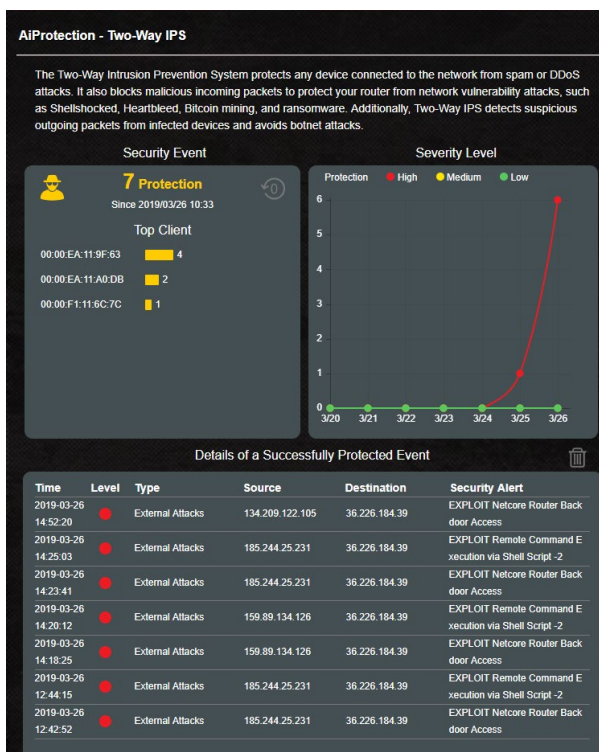 AiProtection - Two-Way IPS
The Two-Way Intrusion Prevention System protects any device connected to the network from spam or DDoS
attacks. It also blocks malicious incoming packets to protect your router from network vulnerability attacks, such
as Shellshocked, Heartbleed, Bitcoin mining, and ransomware. Additionally, Two-Way IPS detects suspicious
outgoing packets from infected devices and avoids botnet attacks.
Security Event
7 Protection
0
Since 2019/03/26 10:33
Top Client
00:00:EA:11:9F:63 4
00:00:EA:11:A0:DB 2
00:00:F1:11:6C:7C 1
Severity Level
Protection High Medium Low
6
5
4
3
2
1
0
3/20 3/21 3/22 3/23 3/24 3/25 3/26
Details of a Successfully Protected Event
Time Level Type Source Destination Security Alert
2019-03-26 EXPLOIT Netcore Router Back
14:52:20 External Attacks 134.209.122.105 36.226.184.39 door Access
2019-03-26 EXPLOIT Remote Command E
14:25:03 External Attacks 185.244.25.231 36.226.184.39 xecution via Shell Script -2
2019-03-26 EXPLOIT Netcore Router Back
14:23:41 External Attacks 185.244.25.231 36.226.184.39 door Access
2019-03-26 EXPLOIT Remote Command E
14:20:12 External Attacks 159.89.134.126 36.226.184.39 xecution via Shell Script -2
2019-03-26 EXPLOIT Netcore Router Back
14:18:25 External Attacks 159.89.134.126 36.226.184.39 door Access
2019-03-26 EXPLOIT Remote Command E
12:44:15 External Attacks 185.244.25.231 36.226.184.39 xecution via Shell Script -2
2019-03-26 EXPLOIT Netcore Router Back
12:42:52 External Attacks 185.244.25.231 36.226.184.39 door Access